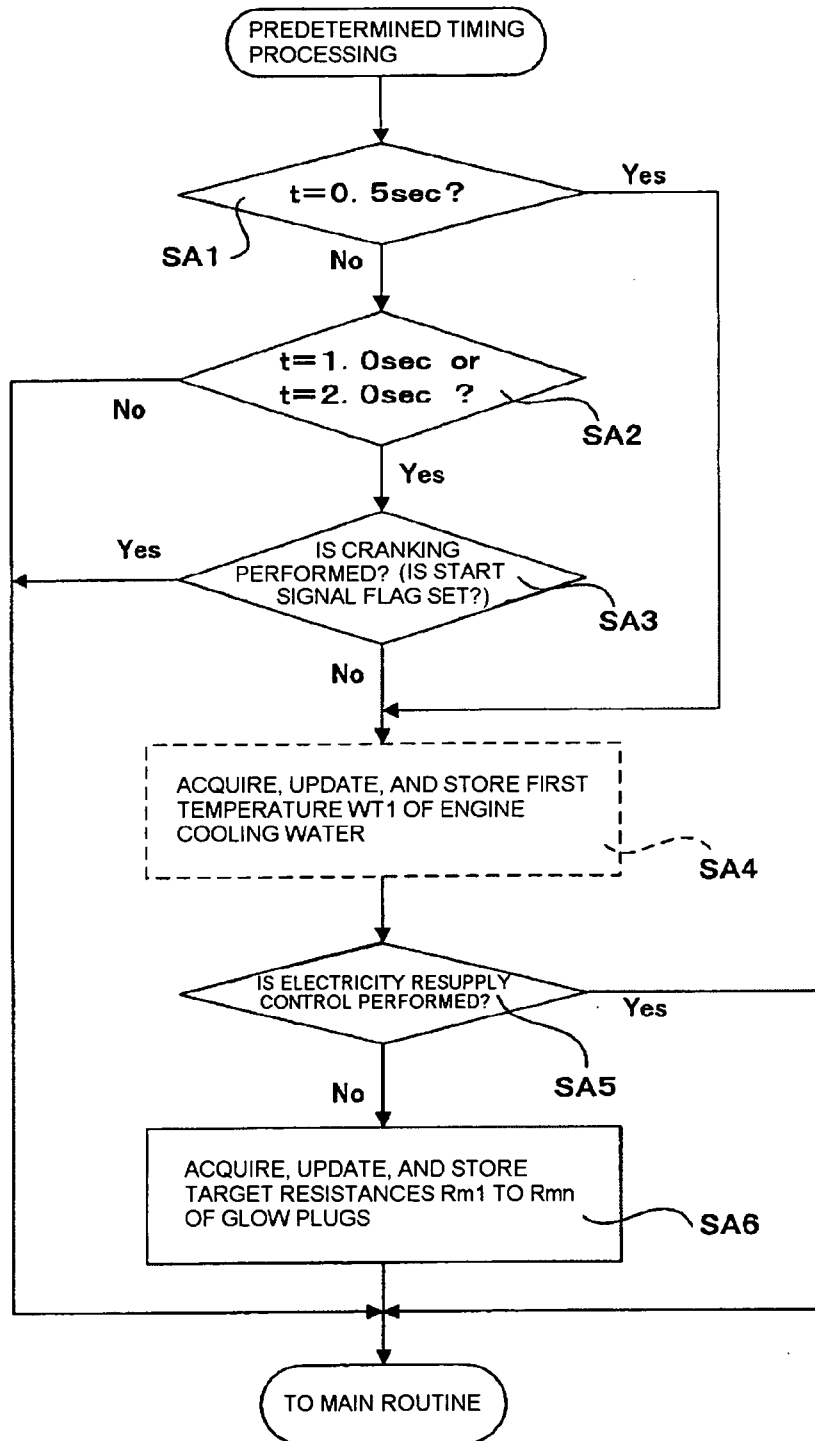 PREDETERMINED TIMING
PROCESSING
t=0. 5sec?
Yes
SA1
No
t=1. 0sec or
t=2. 0sec ?
No
SA2
Yes
Yes
IS CRANKING
PERFORMED? (IS START
SIGNAL FLAG SET?)
SA3
No
ACQUIRE, UPDATE, AND STORE FIRST
TEMPERATURE WT1 OF ENGINE
COOLING WATER
SA4
IS ELECTRICITY RESUPPLY
CONTROL PERFORMED?
Yes
SA5
No
ACQUIRE, UPDATE, AND STORE
TARGET RESISTANCES Rm1 TO Rmn
OF GLOW PLUGS
SA6
TO MAIN ROUTINE